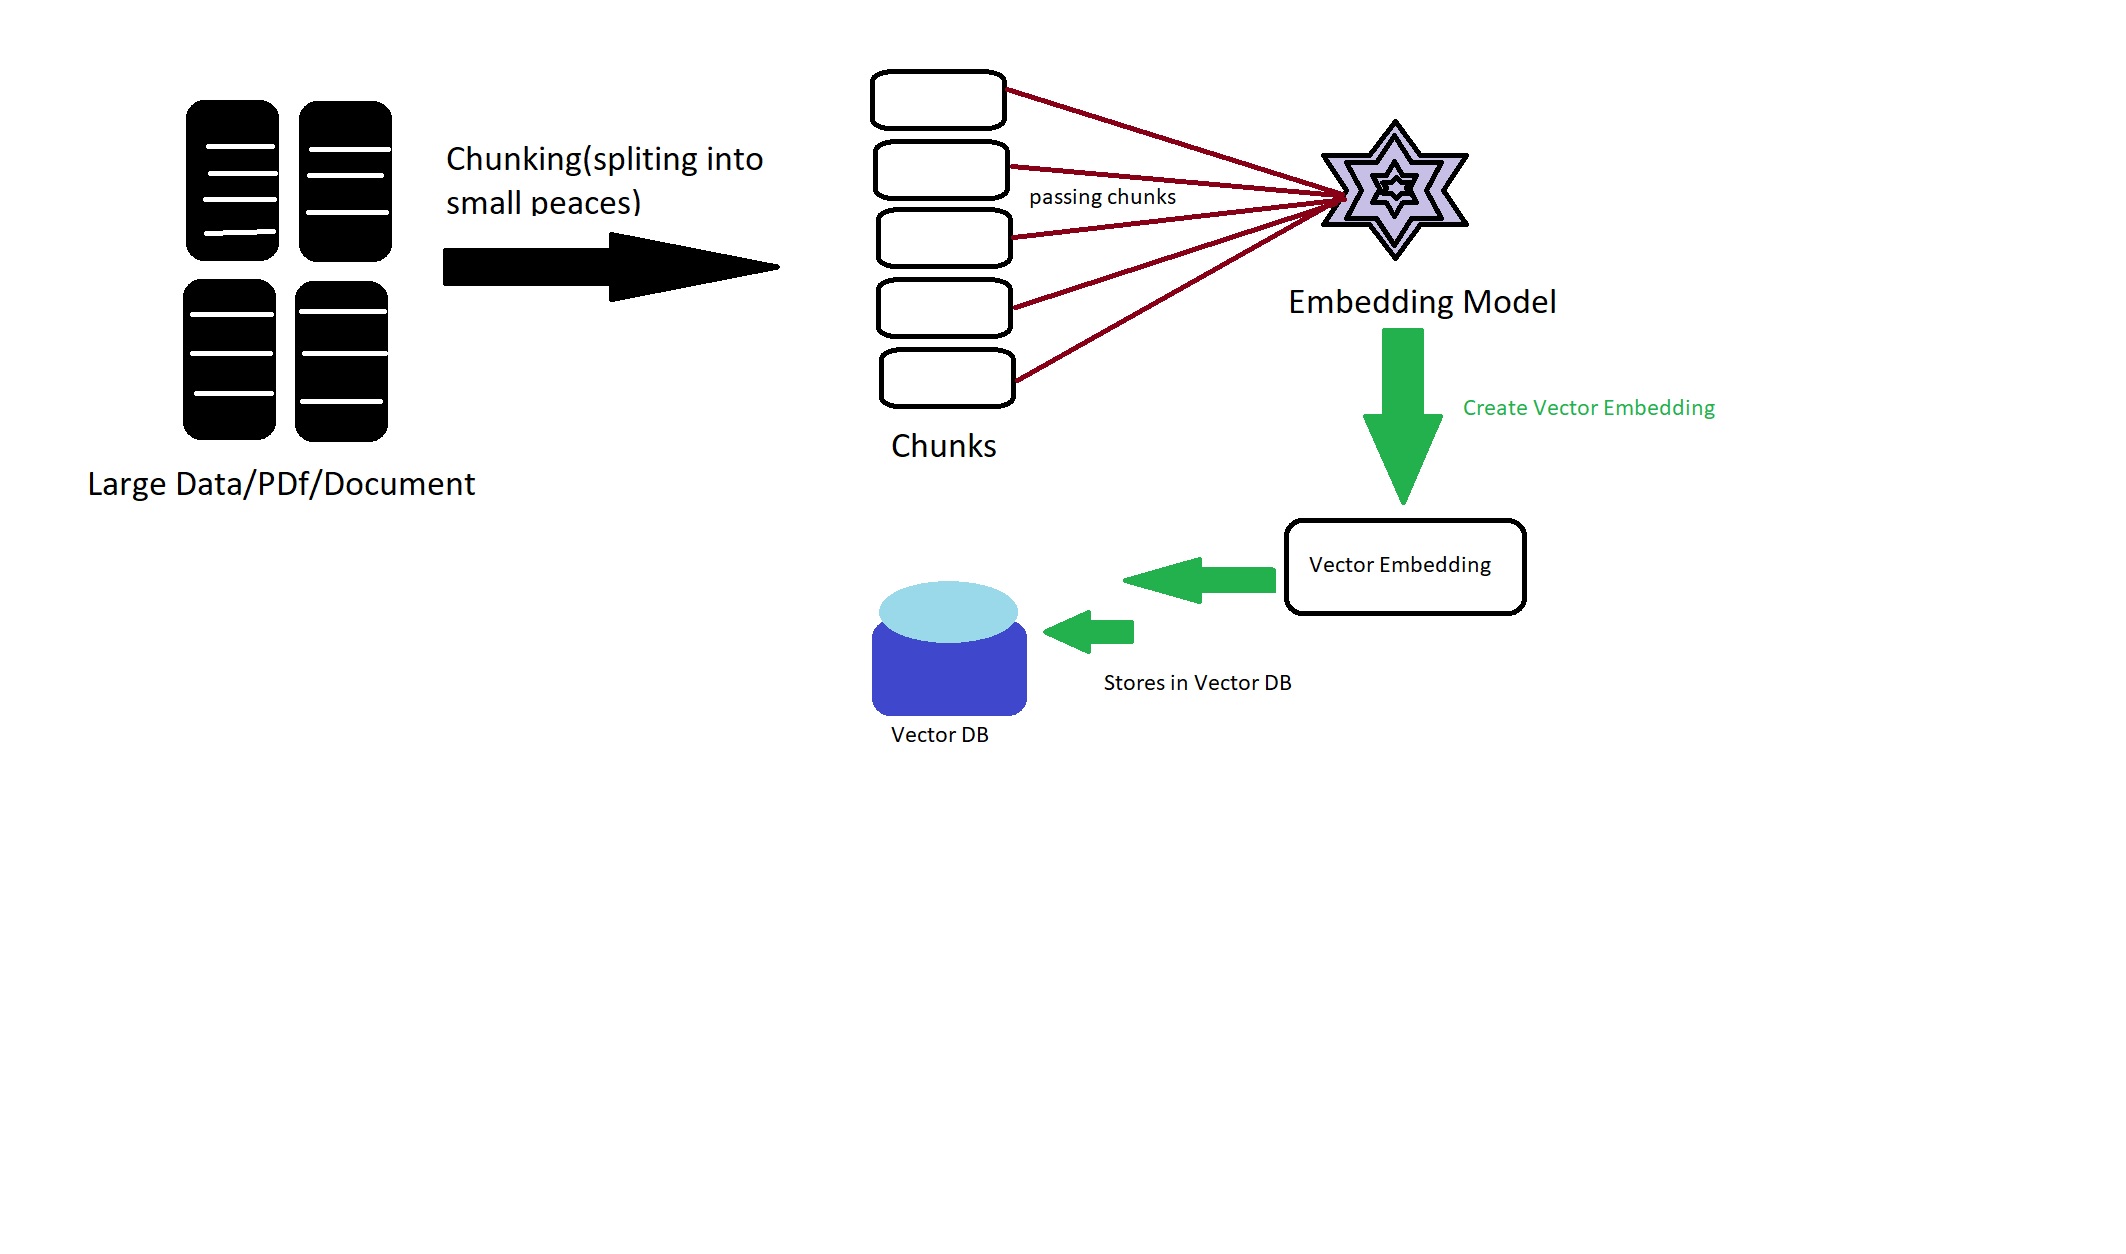 Chunking(spliting into
small peaces)
passing chunks
Embedding Model
Chunks
Large Data/PDf/Document
Create Vector Embedding
Vector Embedding
Stores in Vector DB
Vector DB